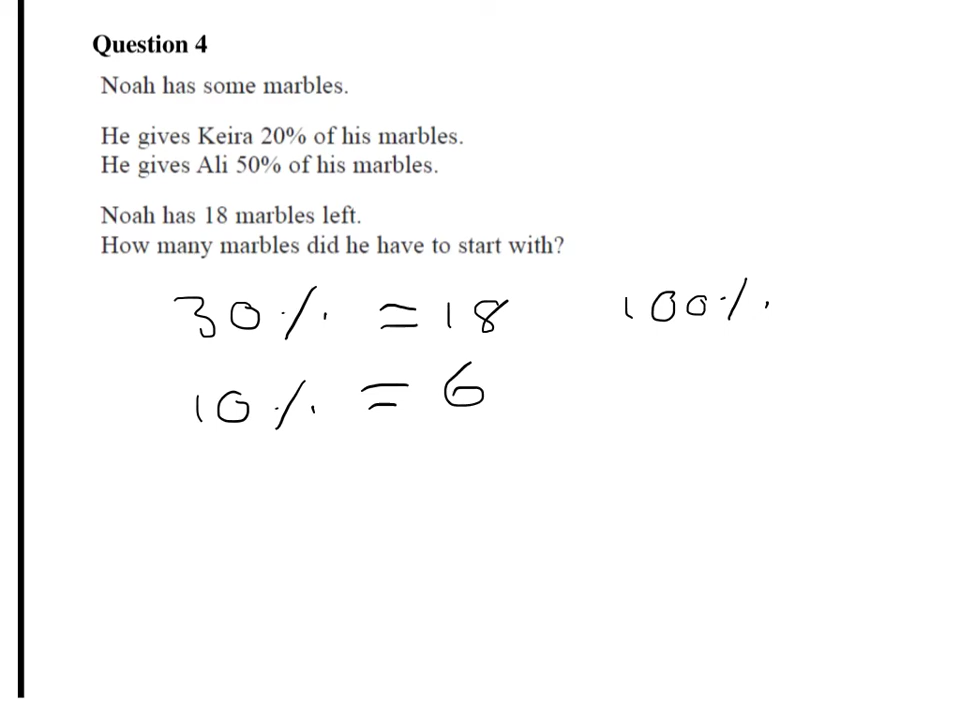 Question 4
Noah has some marbles.
He gives Keira 20% of his marbles.
He gives Ali 50% of his marbles.
Noah has 18 marbles left.
How many marbles did he have to start with?
30% = 18 100%
10% = 6